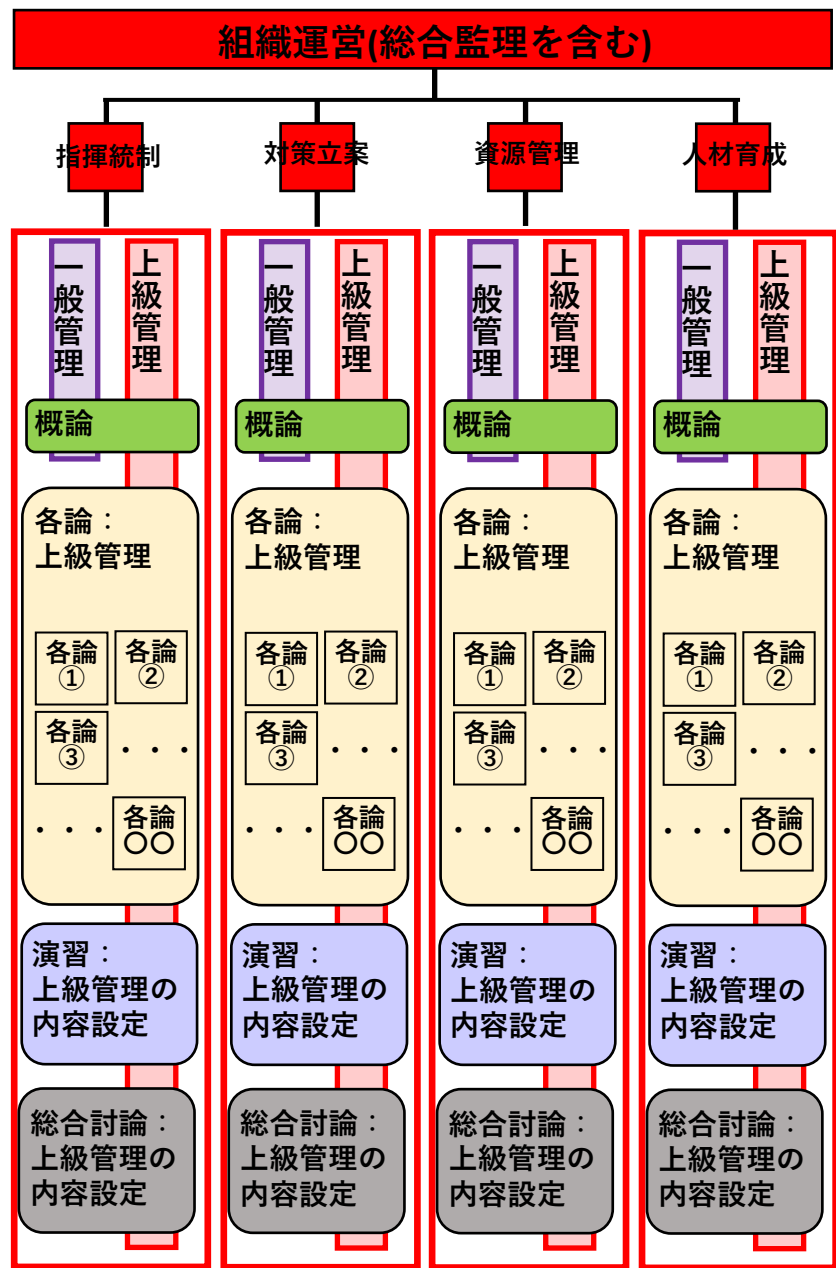 組織運営(総合監理を含む)
指揮統制
対策立案
資源管理
人材育成
一般管理
上級管理
概論
各論：
上級管理
各論
①
各論
②
各論
③
・・・
・・・
各論
〇〇
演習：
上級管理の
内容設定
総合討論：
上級管理の
内容設定
一般管理
上級管理
概論
各論：
上級管理
各論
①
各論
②
各論
③
・・・
・・・
各論
〇〇
演習：
上級管理の
内容設定
総合討論：
上級管理の
内容設定
一般管理
上級管理
概論
各論：
上級管理
各論
①
各論
②
各論
③
・・・
・・・
各論
〇〇
演習：
上級管理の
内容設定
総合討論：
上級管理の
内容設定
一般管理
上級管理
概論
各論：
上級管理
各論
①
各論
②
各論
③
・・・
・・・
各論
〇〇
演習：
上級管理の
内容設定
総合討論：
上級管理の
内容設定